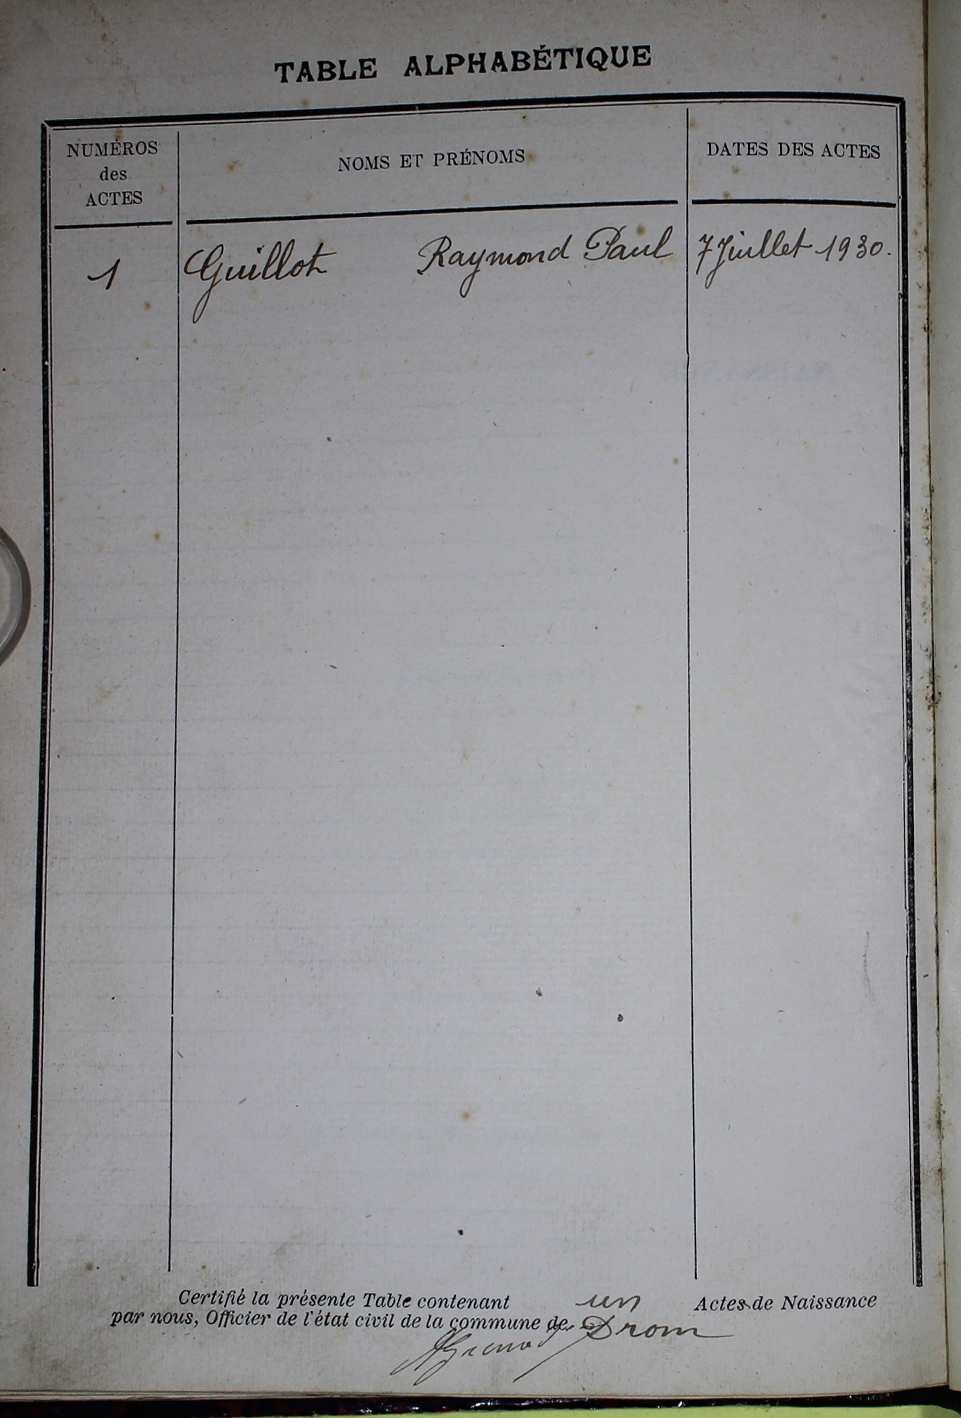 TABLE ALPHABÉTIQUE
NUMÉROS
des
ACTES
NOMS ET PRÉNOMS
DATES DES ACTES
1 Guillot Raymond Paul 7 Juillet 1930.
Certifié la présente Table contenant un Actes de Naissance
par nous, Officier de l'état civil de la commune de Drom